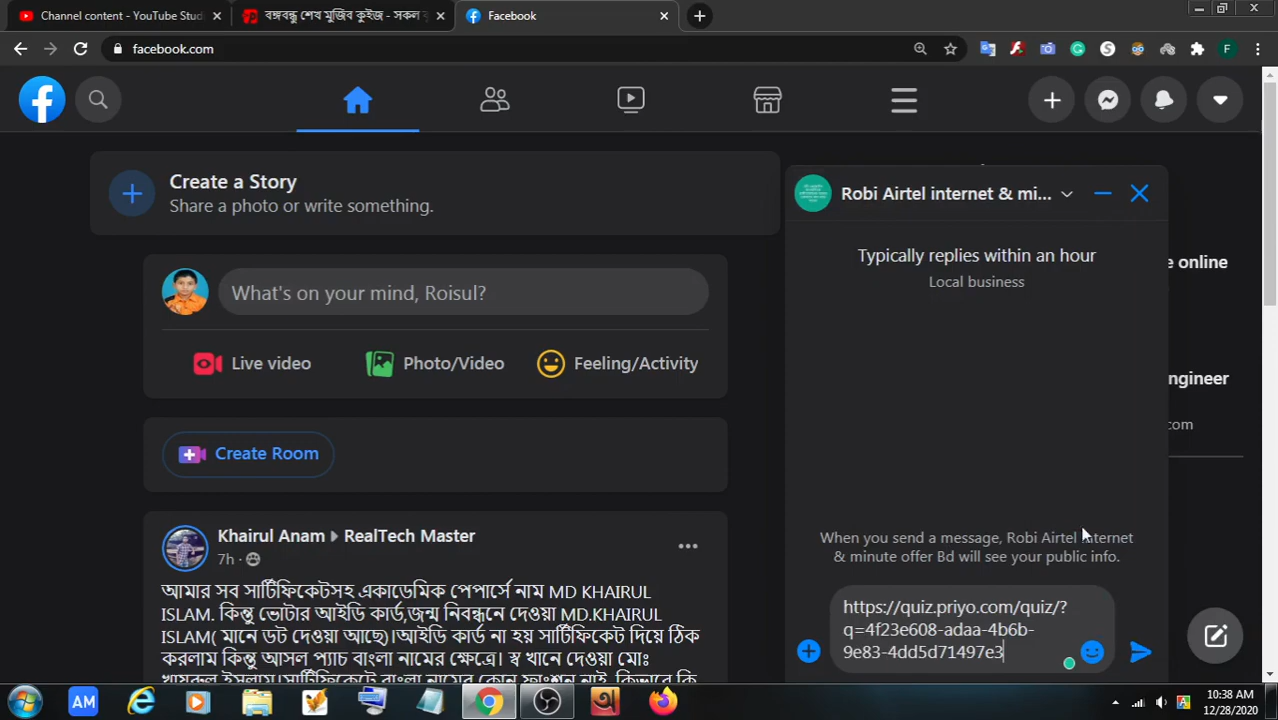 Channel content - YouTube Stud
বঙ্গবন্ধু শেখ মুজিব কুইজ - সকল
Facebook
facebook.com
F
Create a Story
Share a photo or write something.
What's on your mind, Roisul?
Live video
Photo/Video
Feeling/Activity
Create Room
Khairul Anam
RealTech Master
7h ·
আমার সব সার্টিফিকেটসহ একাডেমিক পেপার্সে নাম MD KHAIRUL
ISLAM. কিন্তু ভোটার আইডি কার্ড,জন্ম নিবন্ধনে দেওয়া MD.KHAIRUL
ISLAM( মানে ডট দেওয়া আছে)।আইডি কার্ড না হয় সার্টিফিকেট দিয়ে ঠিক
করলাম কিন্তু আসল প্যাচ বাংলা নামের ক্ষেত্রে। স্ব খানে দেওয়া মোঃ
খায়রুল ইসলাম।সার্টিফিকেটে বাংলা নামের কোন ফাংশন নাই
Robi Airtel internet & mi...
Typically replies within an hour
Local business
When you send a message, Robi Airtel internet
& minute offer Bd will see your public info.
https://quiz.priyo.com/quiz/?
q=4f23e608-adaa-4b6b-
9e83-4dd5d71497e3
e online
ngineer
com
AM
10:38 AM
12/28/2020